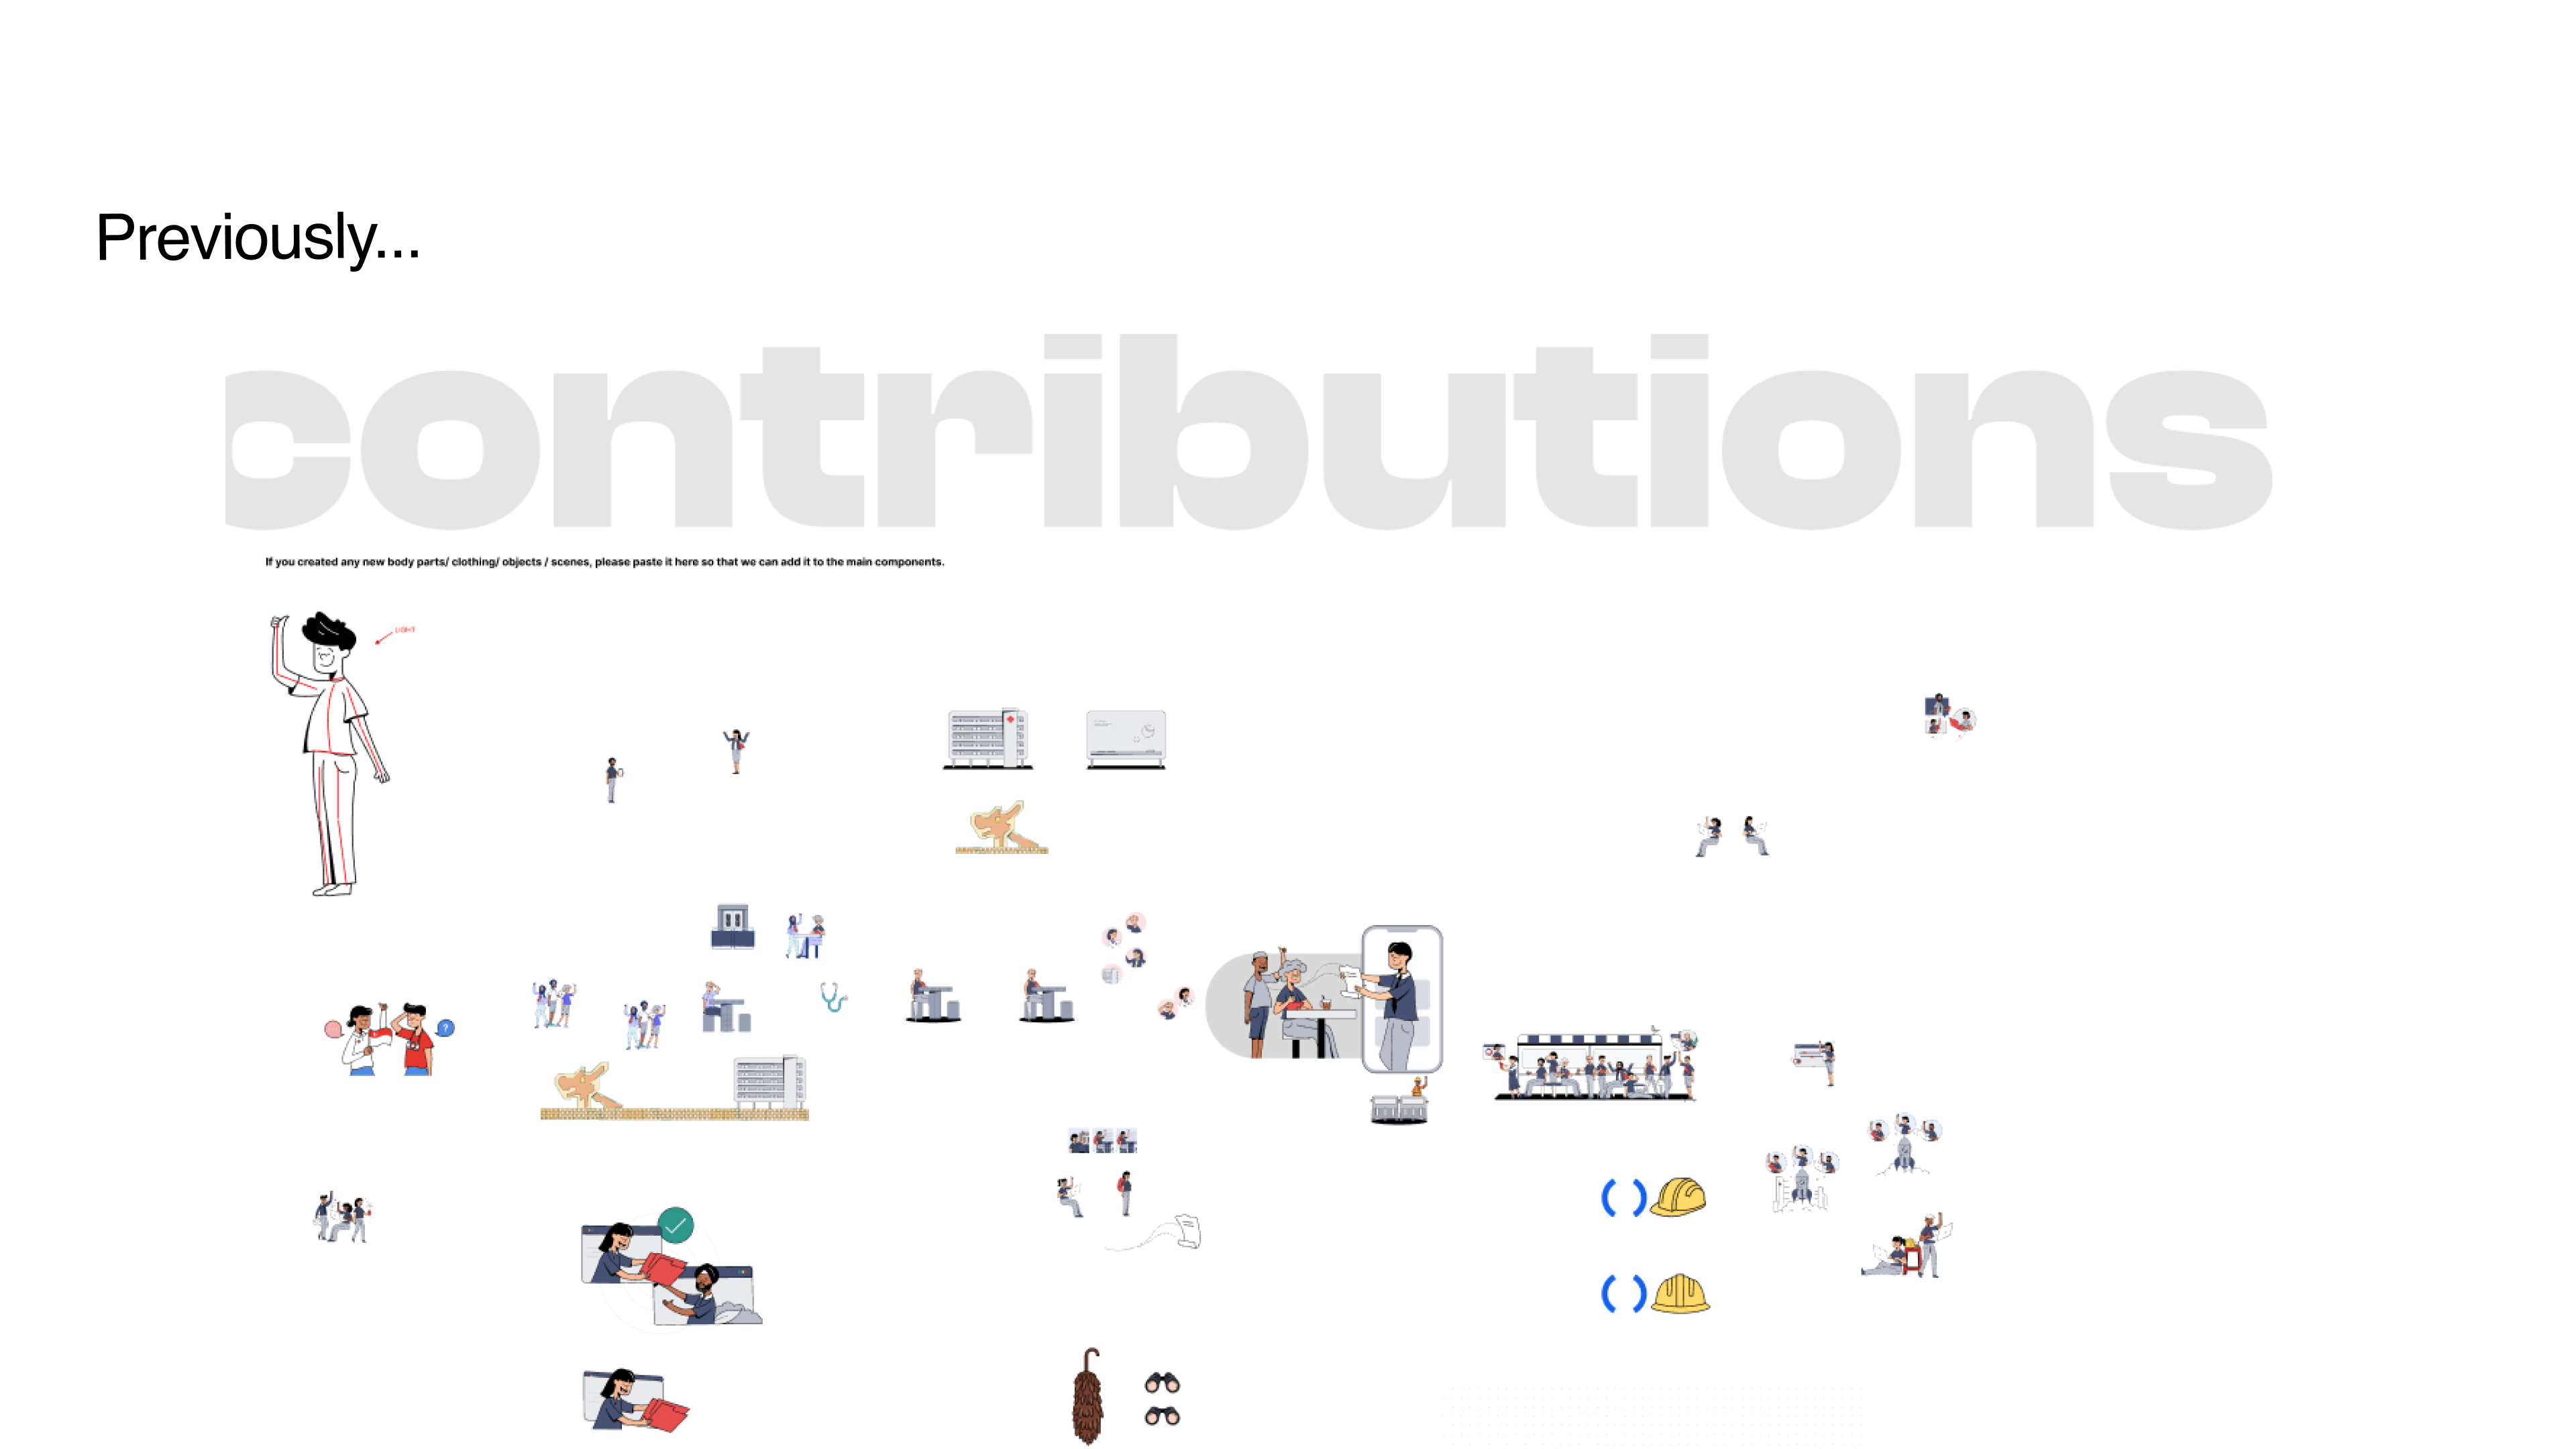 Previously...
contributions
If you created any new body parts/ clothing/ objects / scenes, please paste it here so that we can add it to the main components.
LIGHT
?